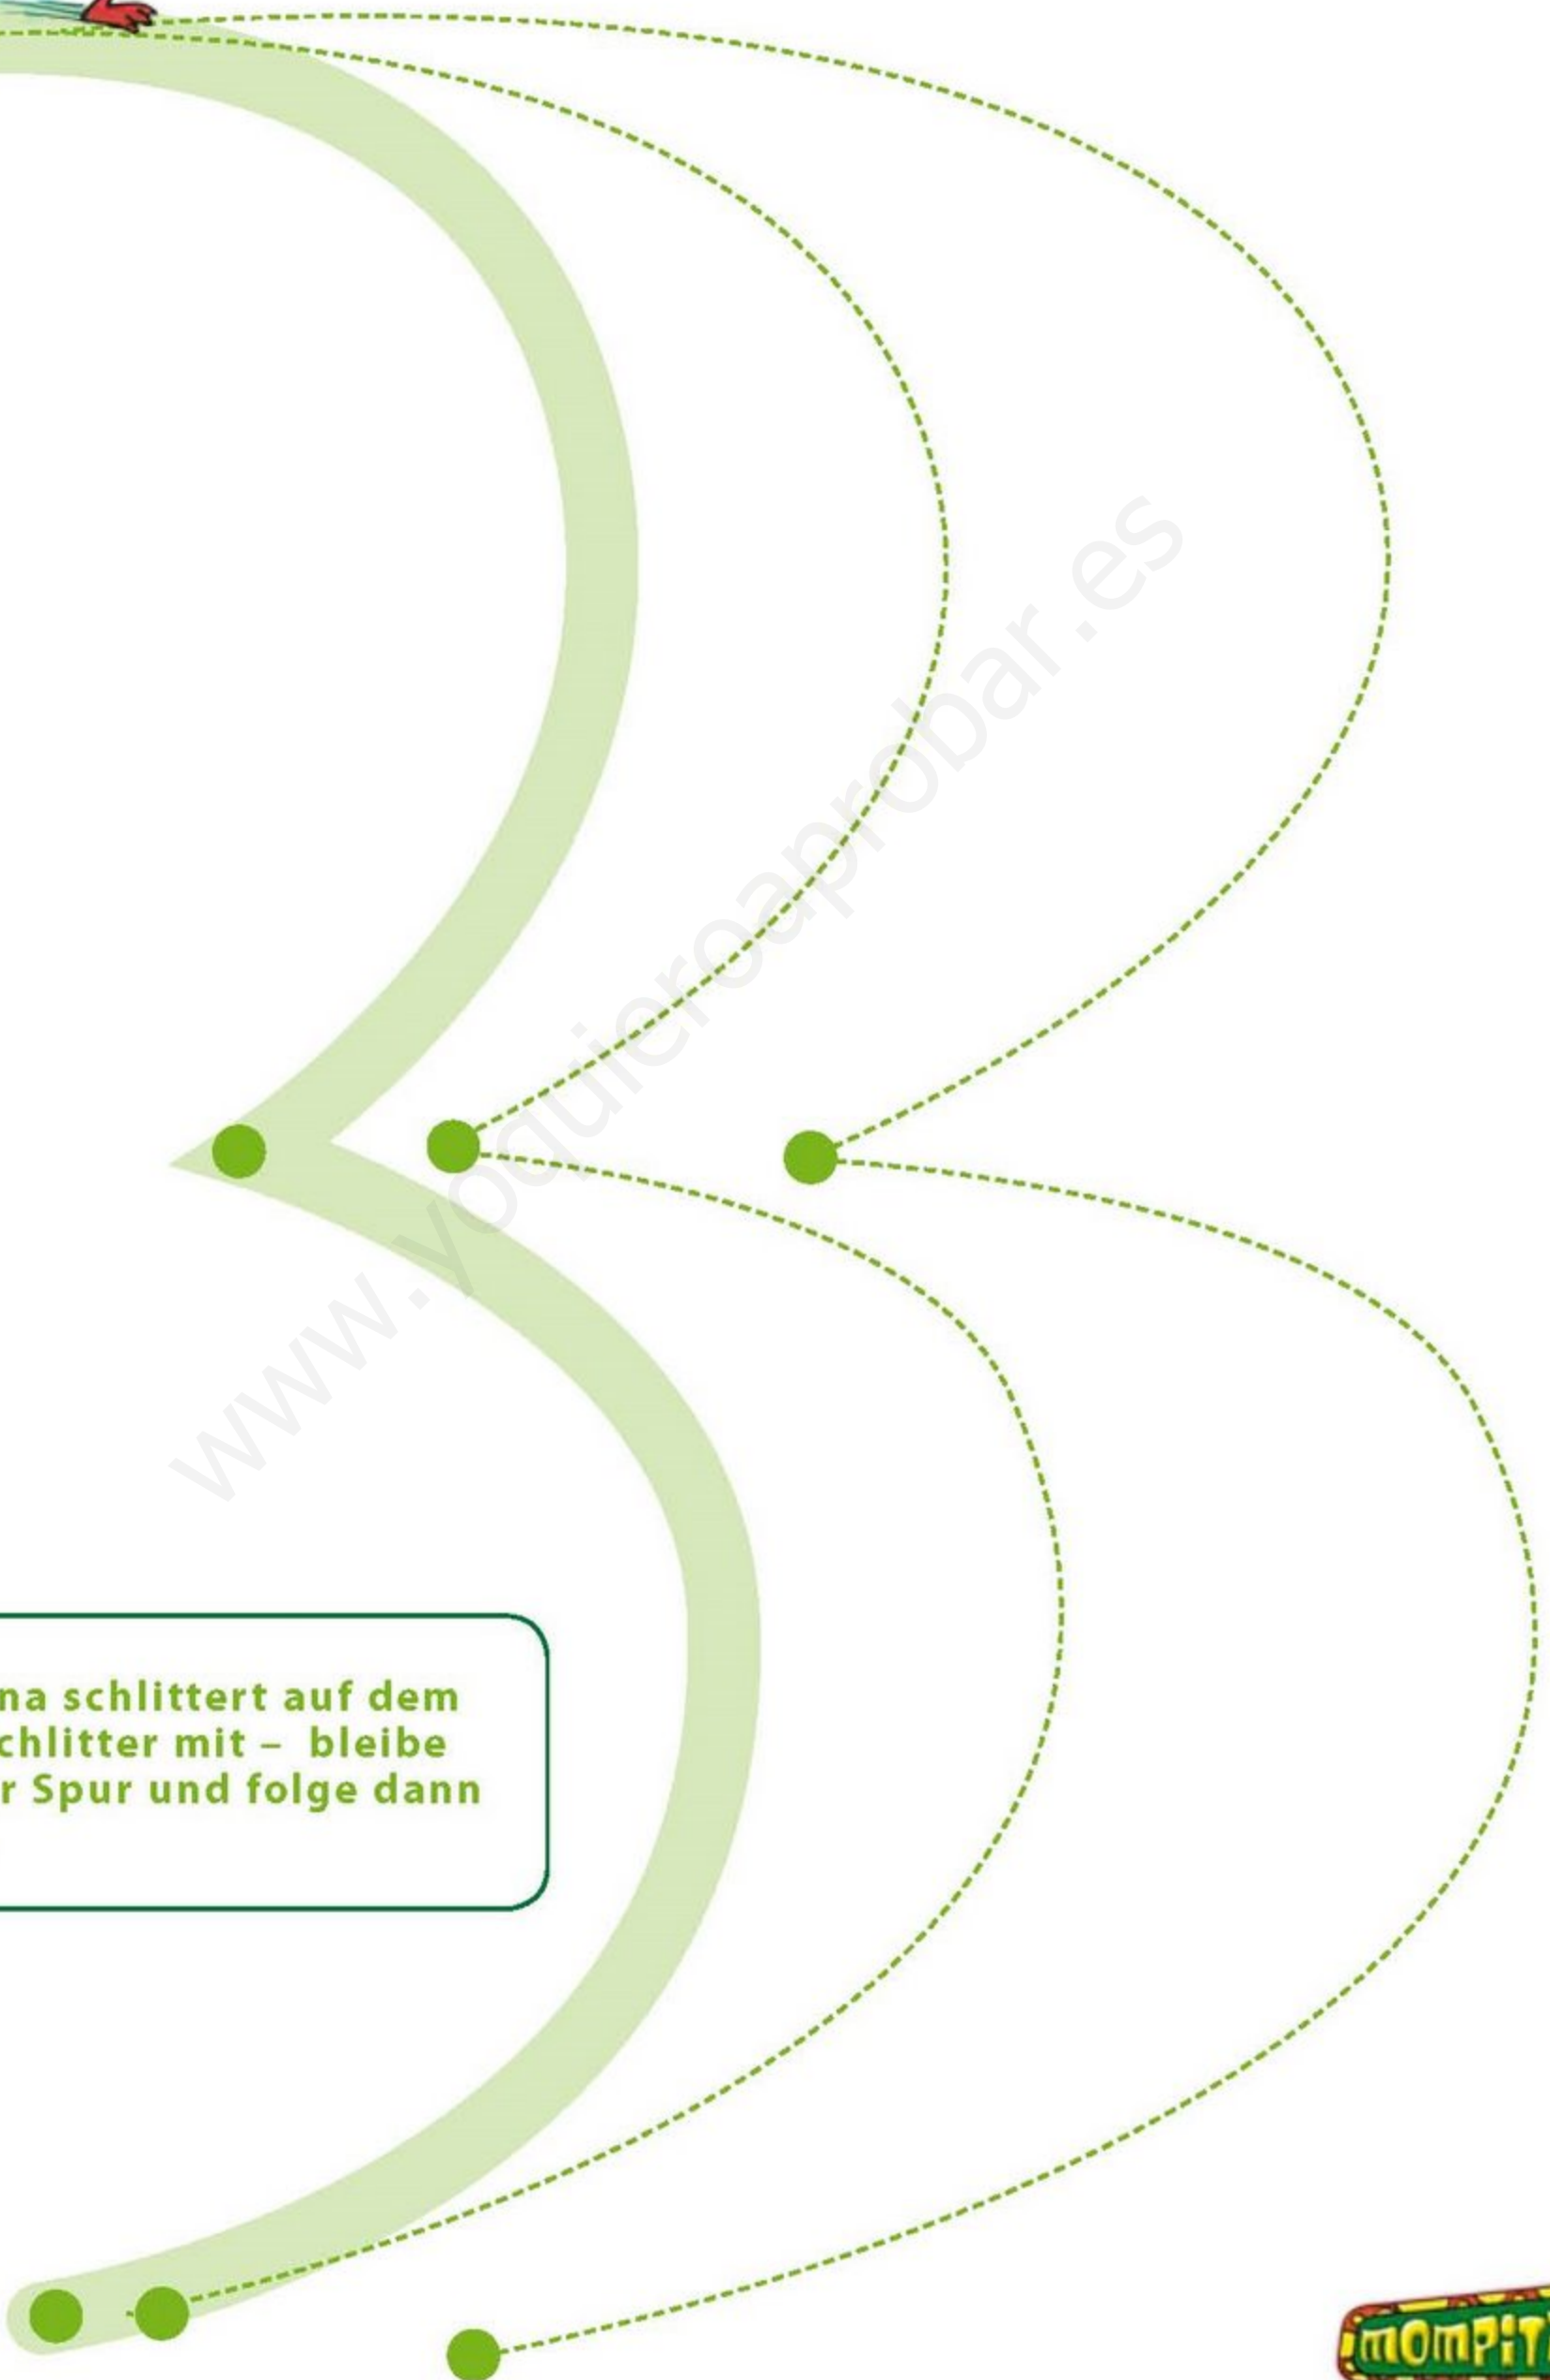 na schlittert auf dem
chlitter mit – bleibe
r Spur und folge dann
www.yoquieroaprobar.es
momPiT